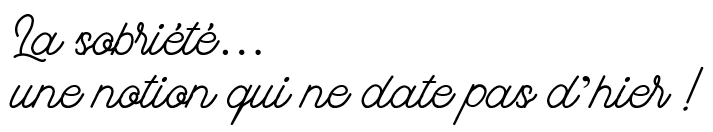 La sobriété...
une notion qui ne date pas d'hier !